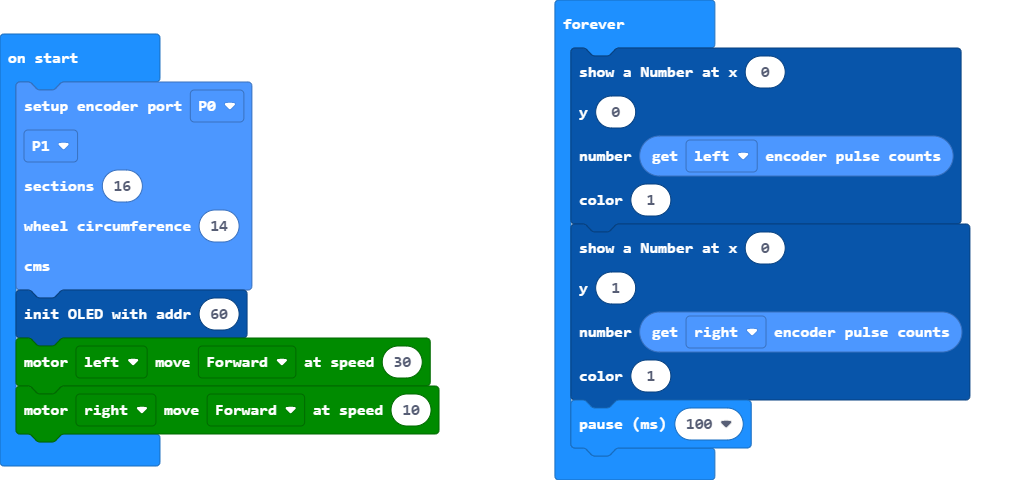 on start
setup encoder port P0
P1
sections 16
wheel circumference 14
cms
init OLED with addr 60
motor left move Forward at speed 30
motor right move Forward at speed 10
forever
show a Number at x 0
y 0
number get left encoder pulse counts
color 1
show a Number at x 0
y 1
number get right encoder pulse counts
color 1
pause (ms) 100